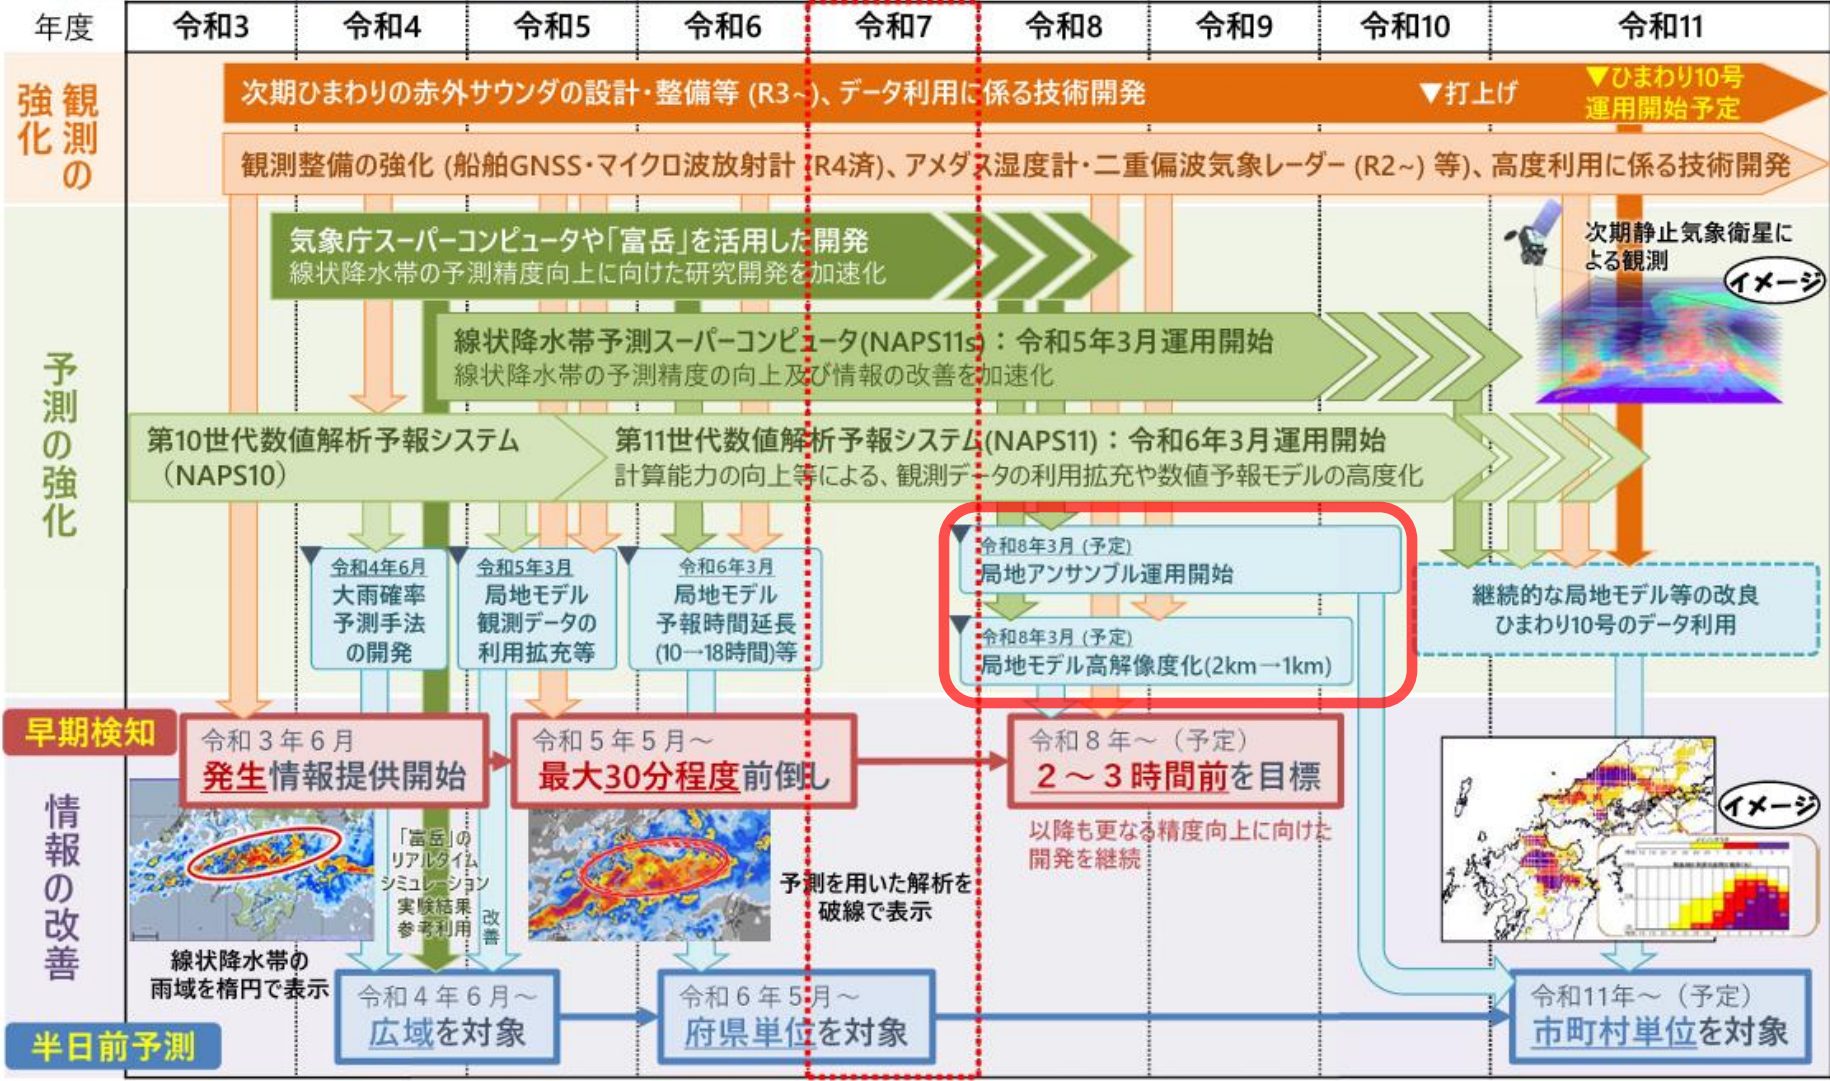 年度
令和3
令和4
令和5
令和6
令和7
令和8
令和9
令和10
令和11
観測の
強化
次期ひまわりの赤外サウンダの設計・整備等 (R3~)、データ利用に係る技術開発
▼打上げ
▼ひまわり10号
運用開始予定
観測整備の強化 (船舶GNSS・マイクロ波放射計 (R4済)、アメダス湿度計・二重偏波気象レーダー (R2~) 等)、高度利用に係る技術開発
予測の強化
気象庁スーパーコンピュータや「富岳」を活用した開発
線状降水帯の予測精度向上に向けた研究開発を加速化
次期静止気象衛星に
よる観測
イメージ
線状降水帯予測スーパーコンピュータ(NAPS11s)：令和5年3月運用開始
線状降水帯の予測精度の向上及び情報の改善を加速化
第10世代数値解析予報システム
（NAPS10）
第11世代数値解析予報システム(NAPS11)：令和6年3月運用開始
計算能力の向上等による、観測データの利用拡充や数値予報モデルの高度化
令和4年6月
大雨確率
予測手法
の開発
令和5年3月
局地モデル
観測データの
利用拡充等
令和6年3月
局地モデル
予報時間延長
(10→18時間)等
令和8年3月 (予定)
局地アンサンブル運用開始
令和8年3月 (予定)
局地モデル高解像度化(2km→1km)
継続的な局地モデル等の改良
ひまわり10号のデータ利用
早期検知
令和３年６月
発生情報提供開始
令和５年５月～
最大30分程度前倒し
令和８年～（予定）
２～３時間前を目標
以降も更なる精度向上に向けた
開発を継続
情報の改善
「富岳」の
リアルタイム
シミュレーション
実験結果
参考利用
改善
予測を用いた解析を
破線で表示
イメージ
線状降水帯の
雨域を楕円で表示
半日前予測
令和４年６月～
広域を対象
令和６年５月～
府県単位を対象
令和11年～（予定）
市町村単位を対象